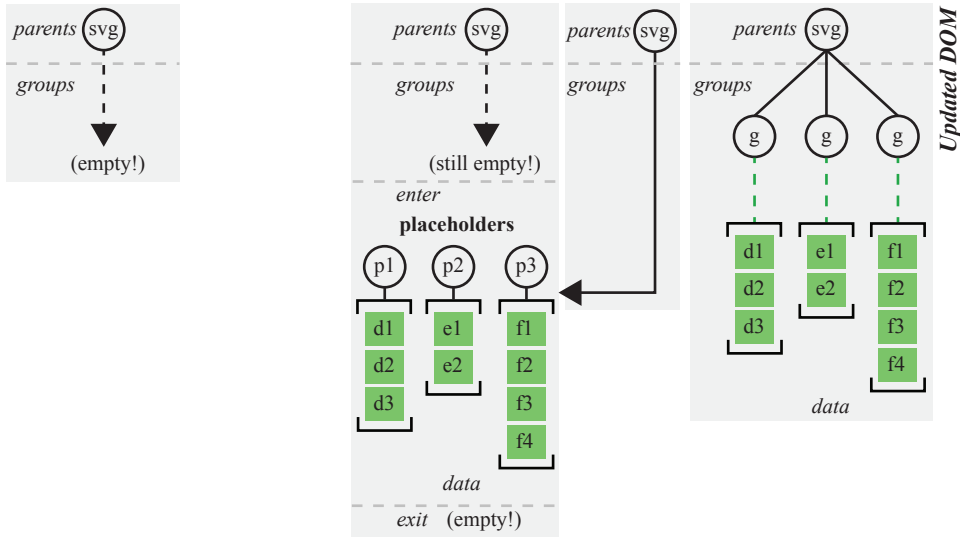 parents svg
groups
(empty!)
parents svg
groups
(still empty!)
enter
placeholders
p1 p2 p3
d1 e1 f1
d2 e2 f2
d3 f3
f4
data
exit (empty!)
parents svg
groups
parents svg
groups
g g g
d1 e1 f1
d2 e2 f2
d3 f3
f4
data
Updated DOM